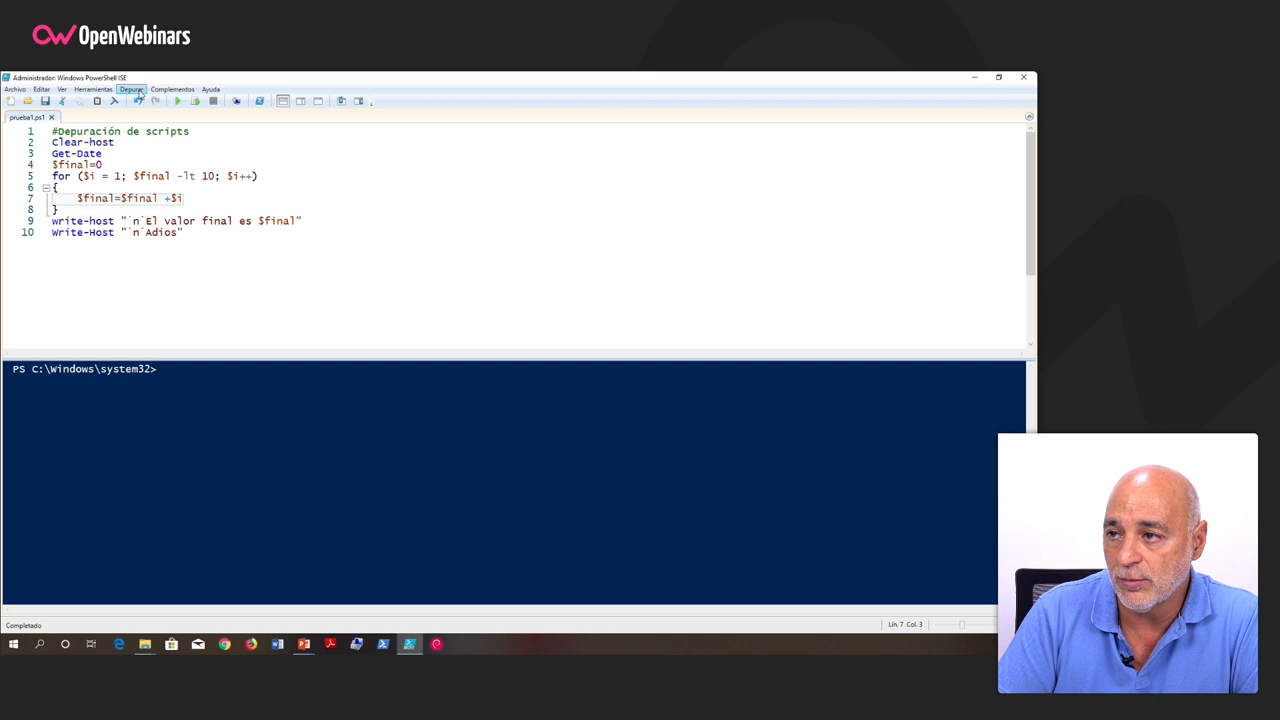 OpenWebinars
Administrador: Windows PowerShell ISE
Archivo Editar Ver Herramientas Depurar Complementos Ayuda
prueba1.ps1
1 #Depuración de scripts
2 Clear-host
3 Get-Date
4 $final=0
5 for ($i = 1; $final -lt 10; $i++)
6 {
7 $final=$final +$i
8 }
9 write-host "`n`El valor final es $final"
10 Write-Host "`n`Adios"
PS C:\Windows\system32>
Completado
Lín. 7 Col. 3